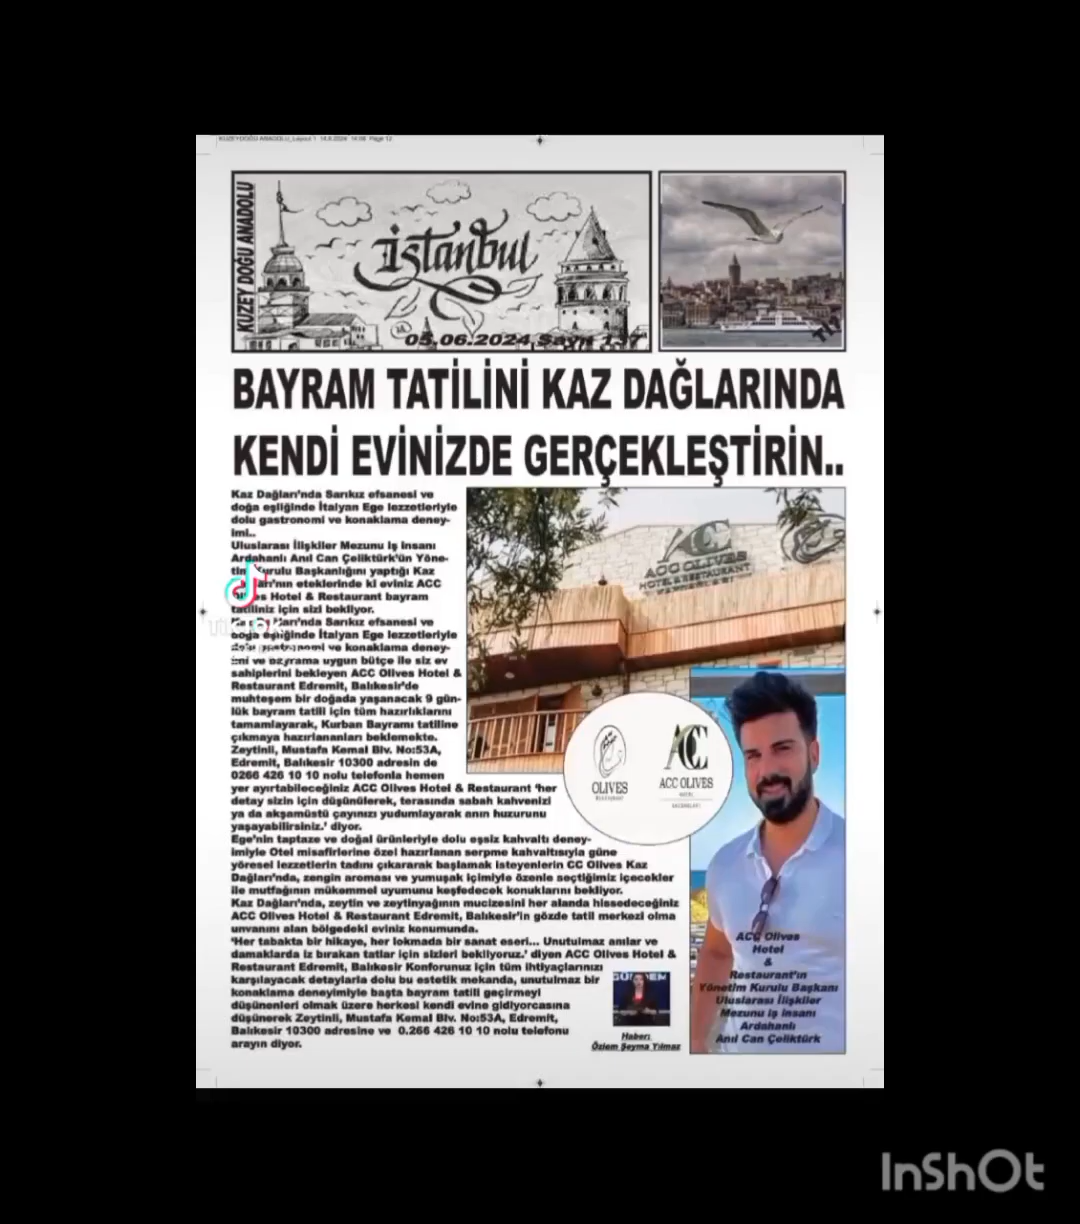 KUZEY DOĞU ANADOLU
İstanbul
05.06.2024 Sayı: 137
BAYRAM TATİLİNİ KAZ DAĞLARINDA
KENDİ EVİNİZDE GERÇEKLEŞTİRİN..
Kaz Dağları'nda Sarıkız efsanesi ve
doğa eşliğinde İtalyan Ege lezzetleriyle
dolu gastronomi ve konaklama deney-
imi..
Uluslarası İlişkiler Mezunu iş insanı
Ardahanlı Anıl Can Çeliktürk'ün Yöne-
tim Kurulu Başkanlığını yaptığı Kaz
eteklerinde ki eviniz ACC
Hotel & Restaurant bayram
tatiliniz için sizi bekliyor.
Sarıkız efsanesi ve
doğa eşliğinde İtalyan Ege lezzetleriyle
dolu gastronomi ve konaklama deney-
imi ve bayrama uygun bütçe ile siz ev
sahiplerini bekleyen ACC Olives Hotel &
Restaurant Edremit, Balıkesir'de
muhteşem bir doğada yaşanacak 9 gün-
lük bayram tatili için tüm hazırlıklarını
tamamlayarak, Kurban Bayramı tatiline
çıkmaya hazırlananları beklemekte.
Zeytinli, Mustafa Kemal Blv. No:53A,
Edremit, Balıkesir 10300 adresin de
0266 426 10 10 nolu telefonla hemen
yer ayırtabileceğiniz ACC Olives Hotel & Restaurant 'her
detay sizin için düşünülerek, terasında sabah kahvenizi
ya da akşamüstü çayınızı yudumlayarak anın huzurunu
yaşayabilirsiniz.' diyor.
Ege'nin taptaze ve doğal ürünleriyle dolu eşsiz kahvaltı deney-
imiyle Otel misafirlerine özel hazırlanan serpme kahvaltısıyla güne
yöresel lezzetlerin tadını çıkararak başlamak isteyenlerin CC Olives Kaz
Dağları'nda, zengin aroması ve yumuşak içimiyle özenle seçtiğimiz içecekler
ile mutfağının mükemmel uyumunu keşfedecek konuklarını bekliyor.
Kaz Dağları'nda, zeytin ve zeytinyağının mucizesini her alanda hissedeceğiniz
ACC Olives Hotel & Restaurant Edremit, Balıkesir'in gözde tatil merkezi olma
unvanını alan bölgedeki eviniz konumunda.
'Her tabakta bir hikaye, her lokmada bir sanat eseri... Unutulmaz anılar ve
damaklarda iz bırakan tatlar için sizleri bekliyoruz.' diyen ACC Olives Hotel &
Restaurant Edremit, Balıkesir Konforunuz için tüm ihtiyaçlarınızı
karşılayacak detaylarla dolu bu estetik mekanda, unutulmaz bir
konaklama deneyimiyle başta bayram tatili geçirmeyi
düşünenleri olmak üzere herkesi kendi evine gidiyorcasına
düşünerek Zeytinli, Mustafa Kemal Blv. No:53A, Edremit,
Balıkesir 10300 adresine ve 0.266 426 10 10 nolu telefonu
arayın diyor.
ACC OLIVES
HOTEL & RESTAURANT
OLIVES
RESTAURANT
ACC OLIVES
HOTEL
Haber:
Özlem Şeyma Yılmaz
ACC Olives
Hotel
&
Restaurant'ın
Yönetim Kurulu Başkanı
Uluslarası İlişkiler
Mezunu iş insanı
Ardahanlı
Anıl Can Çeliktürk
InShOt